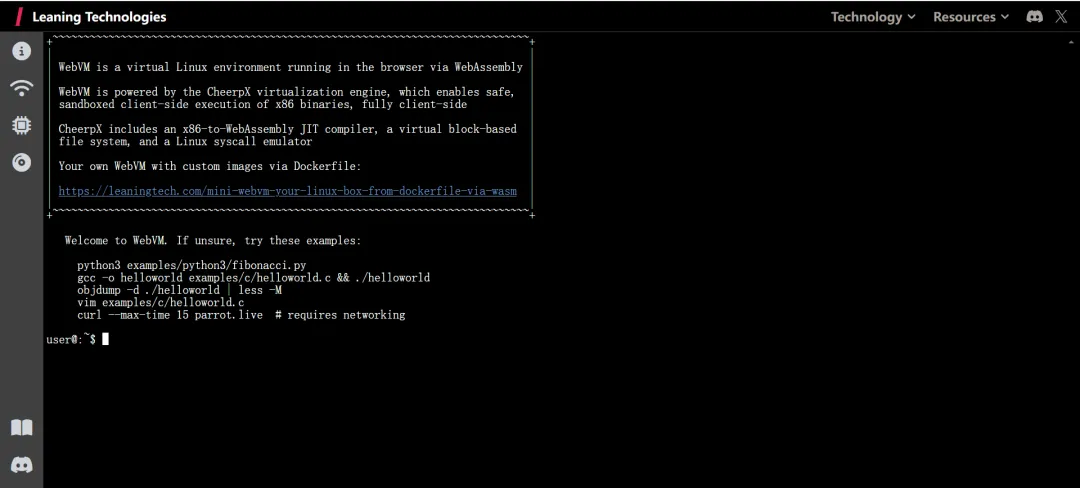 Leaning Technologies
Technology
Resources
+~~~~~~~~~~~~~~~~~~~~~~~~~~~~~~~~~~~~~~~~~~~~~~~~~~~~~~~~~~~~~~~~~~~~~~~~~~~~~+
WebVM is a virtual Linux environment running in the browser via WebAssembly
WebVM is powered by the CheerpX virtualization engine, which enables safe,
sandboxed client-side execution of x86 binaries, fully client-side
CheerpX includes an x86-to-WebAssembly JIT compiler, a virtual block-based
file system, and a Linux syscall emulator
Your own WebVM with custom images via Dockerfile:
https://leaningtech.com/mini-webvm-your-linux-box-from-dockerfile-via-wasm
+~~~~~~~~~~~~~~~~~~~~~~~~~~~~~~~~~~~~~~~~~~~~~~~~~~~~~~~~~~~~~~~~~~~~~~~~~~~~~+
Welcome to WebVM. If unsure, try these examples:
python3 examples/python3/fibonacci.py
gcc -o helloworld examples/c/helloworld.c && ./helloworld
objdump -d ./helloworld | less -M
vim examples/c/helloworld.c
curl --max-time 15 parrot.live  # requires networking
user@:~$